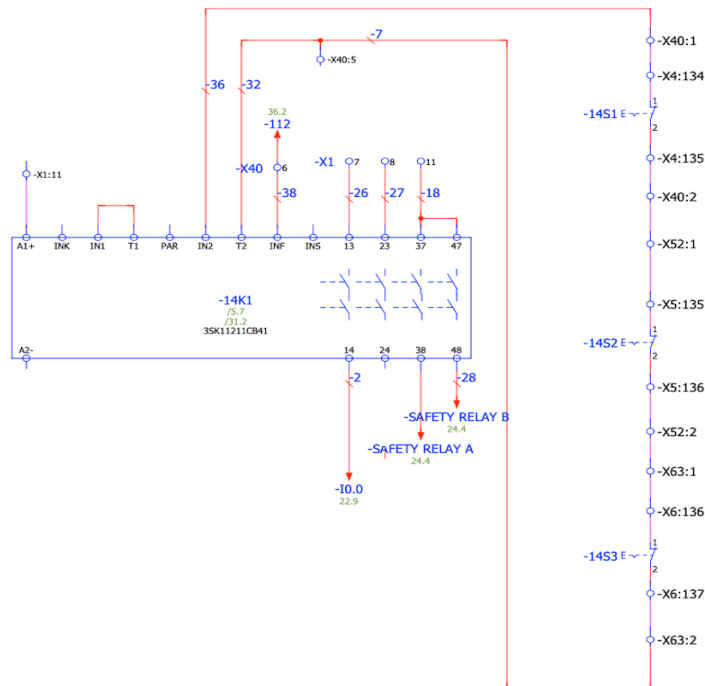 -7
-X40:1
-X40:5
-X4:134
-36
-32
36.2
-112
1
-14S1 E
2
-X4:135
-X40
6
-X1
7
8
11
-X1:11
-38
-26
-27
-18
-X40:2
A1+
INK
IN1
T1
PAR
IN2
T2
INF
INS
13
23
37
47
-X52:1
-14K1
/5.7
/31.2
3SK11211CB41
-X5:135
1
-14S2 E
2
A2-
14
24
38
48
-2
-28
-X5:136
-SAFETY RELAY B
24.4
-X52:2
-SAFETY RELAY A
24.4
-X63:1
-I0.0
22.9
-X6:136
1
-14S3 E
2
-X6:137
-X63:2